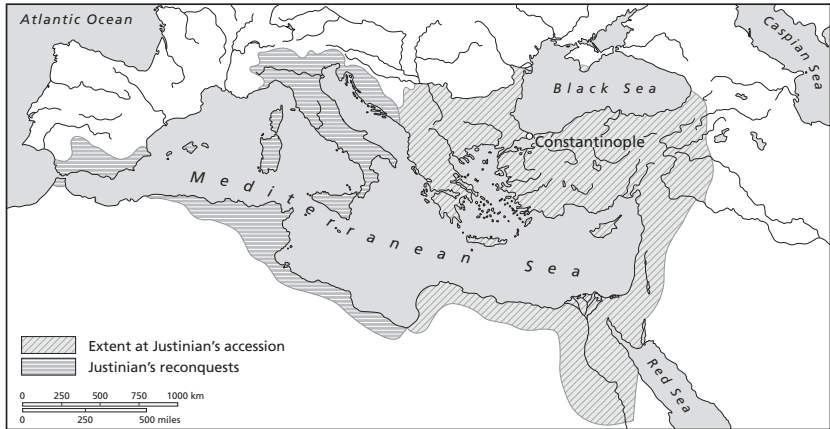 Atlantic Ocean
Caspian Sea
Black Sea
Constantinople
Mediterranean Sea
Red Sea
Extent at Justinian's accession
Justinian's reconquests
0 250 500 750 1000 km
0 250 500 miles